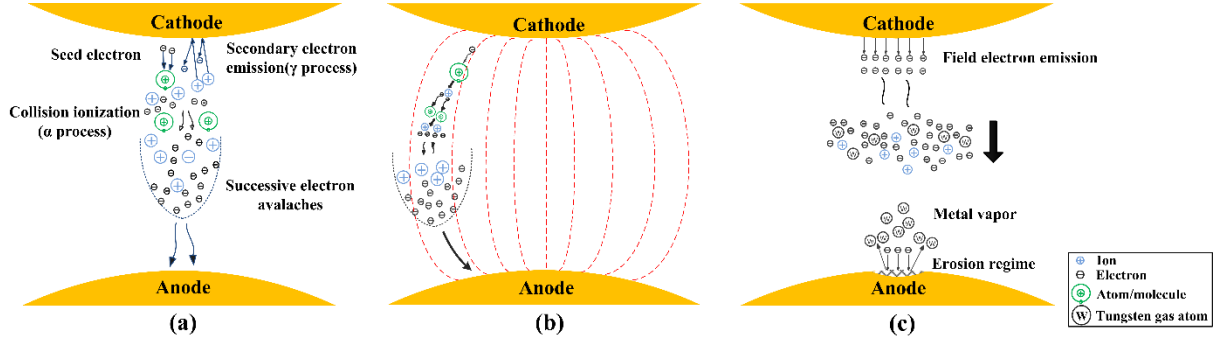 Cathode
Seed electron
Secondary electron
emission(γ process)
Collision ionization
(α process)
Successive electron
avalaches
Anode
(a)
Cathode
Anode
(b)
Cathode
Field electron emission
Metal vapor
Erosion regime
Anode
(c)
Ion
Electron
Atom/molecule
W Tungsten gas atom